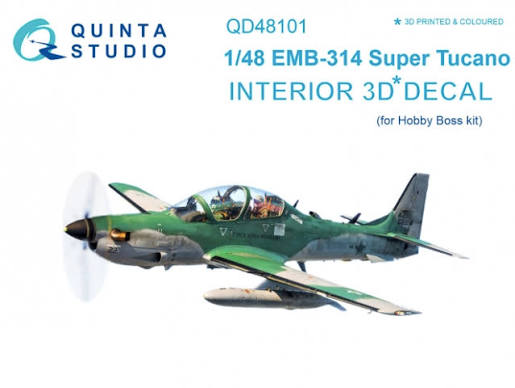 QUINTA
STUDIO
QD48101
* 3D PRINTED & COLOURED
1/48 EMB-314 Super Tucano
INTERIOR 3D* DECAL
(for Hobby Boss kit)